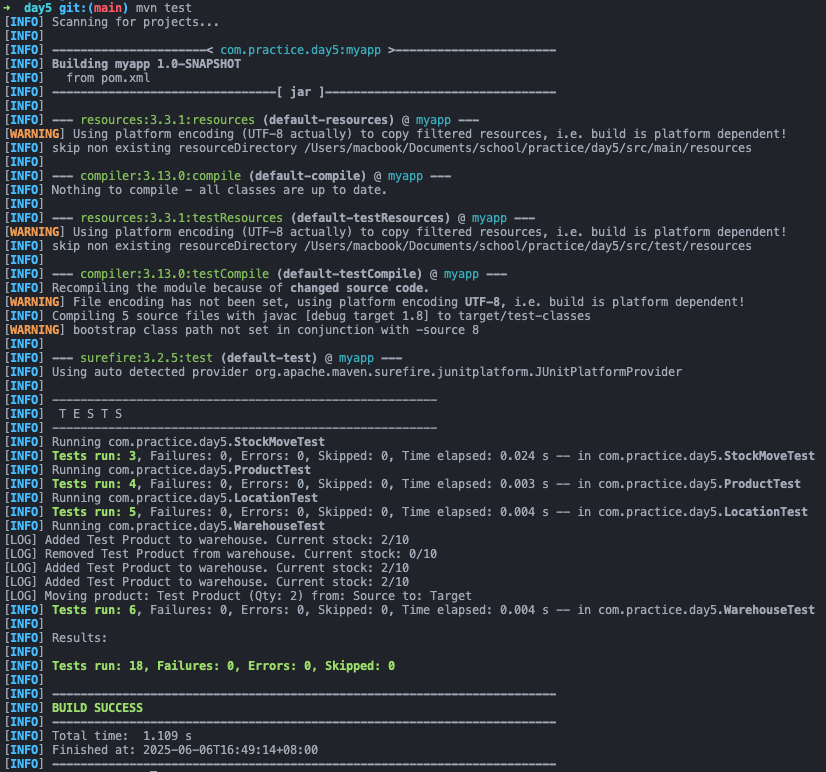 →  day5 git:(main) mvn test
[INFO] Scanning for projects...
[INFO]
[INFO] ----------------------< com.practice.day5:myapp >-----------------------
[INFO] Building myapp 1.0-SNAPSHOT
[INFO]   from pom.xml
[INFO] --------------------------------[ jar ]---------------------------------
[INFO]
[INFO] --- resources:3.3.1:resources (default-resources) @ myapp ---
[WARNING] Using platform encoding (UTF-8 actually) to copy filtered resources, i.e. build is platform dependent!
[INFO] skip non existing resourceDirectory /Users/macbook/Documents/school/practice/day5/src/main/resources
[INFO]
[INFO] --- compiler:3.13.0:compile (default-compile) @ myapp ---
[INFO] Nothing to compile - all classes are up to date.
[INFO]
[INFO] --- resources:3.3.1:testResources (default-testResources) @ myapp ---
[WARNING] Using platform encoding (UTF-8 actually) to copy filtered resources, i.e. build is platform dependent!
[INFO] skip non existing resourceDirectory /Users/macbook/Documents/school/practice/day5/src/test/resources
[INFO]
[INFO] --- compiler:3.13.0:testCompile (default-testCompile) @ myapp ---
[INFO] Recompiling the module because of changed source code.
[WARNING] File encoding has not been set, using platform encoding UTF-8, i.e. build is platform dependent!
[INFO] Compiling 5 source files with javac [debug target 1.8] to target/test-classes
[WARNING] bootstrap class path not set in conjunction with -source 8
[INFO]
[INFO] --- surefire:3.2.5:test (default-test) @ myapp ---
[INFO] Using auto detected provider org.apache.maven.surefire.junitplatform.JUnitPlatformProvider
[INFO]
[INFO] -------------------------------------------------------
[INFO]  T E S T S
[INFO] -------------------------------------------------------
[INFO] Running com.practice.day5.StockMoveTest
[INFO] Tests run: 3, Failures: 0, Errors: 0, Skipped: 0, Time elapsed: 0.024 s -- in com.practice.day5.StockMoveTest
[INFO] Running com.practice.day5.ProductTest
[INFO] Tests run: 4, Failures: 0, Errors: 0, Skipped: 0, Time elapsed: 0.003 s -- in com.practice.day5.ProductTest
[INFO] Running com.practice.day5.LocationTest
[INFO] Tests run: 5, Failures: 0, Errors: 0, Skipped: 0, Time elapsed: 0.004 s -- in com.practice.day5.LocationTest
[INFO] Running com.practice.day5.WarehouseTest
[LOG] Added Test Product to warehouse. Current stock: 2/10
[LOG] Removed Test Product from warehouse. Current stock: 0/10
[LOG] Added Test Product to warehouse. Current stock: 2/10
[LOG] Added Test Product to warehouse. Current stock: 2/10
[LOG] Moving product: Test Product (Qty: 2) from: Source to: Target
[INFO] Tests run: 6, Failures: 0, Errors: 0, Skipped: 0, Time elapsed: 0.004 s -- in com.practice.day5.WarehouseTest
[INFO]
[INFO] Results:
[INFO]
[INFO] Tests run: 18, Failures: 0, Errors: 0, Skipped: 0
[INFO]
[INFO] ------------------------------------------------------------------------
[INFO] BUILD SUCCESS
[INFO] ------------------------------------------------------------------------
[INFO] Total time:  1.109 s
[INFO] Finished at: 2025-06-06T16:49:14+08:00
[INFO] ------------------------------------------------------------------------